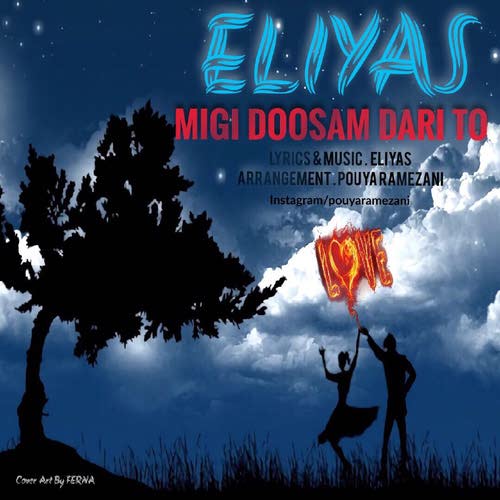 ELIYAS
MIGI DOOSAM DARI TO
LYRICS & MUSIC . ELIYAS
ARRANGEMENT . POUYA RAMEZANI
Instagram/pouyaramezani
LOVE
Cover Art By FERNA